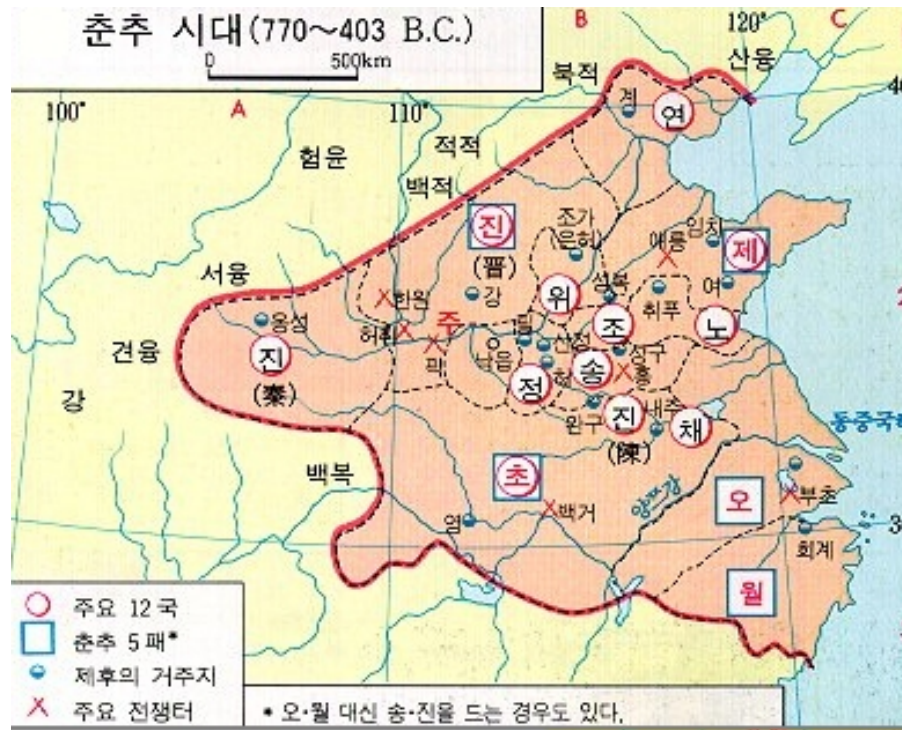 춘추 시대(770～403 B.C.)
0 500km
B
120°
C
산융
북적
계
연
100°
A
110°
적적
험윤
백적
조가
(은허)
임치
진
(晋)
애릉
제
서융
강
위
성복
취푸
여
한원
노
옹성
허취
주
조
견융
진
(秦)
낙읍
신정
송
성구
홍
강
정
완구
진
(陳)
채
동중국해
백복
초
양쯔강
오
부초
영
백거
회계
월
주요 12국
춘추 5패*
제후의 거주지
주요 전쟁터
* 오·월 대신 송·진을 드는 경우도 있다.